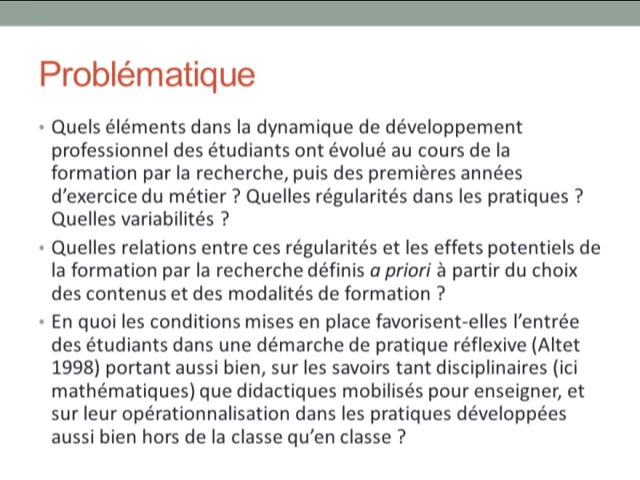 Problématique
• Quels éléments dans la dynamique de développement
professionnel des étudiants ont évolué au cours de la
formation par la recherche, puis des premières années
d’exercice du métier ? Quelles régularités dans les pratiques ?
Quelles variabilités ?
• Quelles relations entre ces régularités et les effets potentiels de
la formation par la recherche définis a priori à partir du choix
des contenus et des modalités de formation ?
• En quoi les conditions mises en place favorisent-elles l’entrée
des étudiants dans une démarche de pratique réflexive (Altet
1998) portant aussi bien, sur les savoirs tant disciplinaires (ici
mathématiques) que didactiques mobilisés pour enseigner, et
sur leur opérationnalisation dans les pratiques développées
aussi bien hors de la classe qu’en classe ?